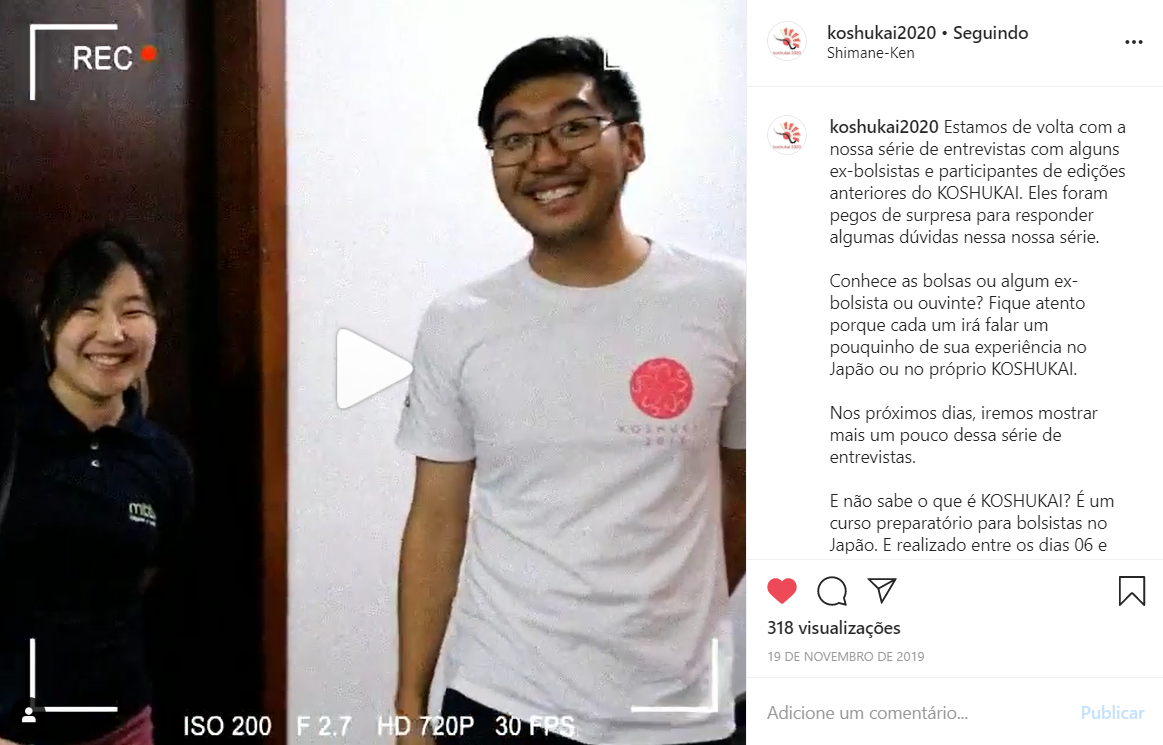 REC
koshukai2020 • Seguindo
Shimane-Ken
koshukai2020 Estamos de volta com a
nossa série de entrevistas com alguns
ex-bolsistas e participantes de edições
anteriores do KOSHUKAI. Eles foram
pegos de surpresa para responder
algumas dúvidas nessa nossa série.
Conhece as bolsas ou algum ex-
bolsista ou ouvinte? Fique atento
porque cada um irá falar um
pouquinho de sua experiência no
Japão ou no próprio KOSHUKAI.
Nos próximos dias, iremos mostrar
mais um pouco dessa série de
entrevistas.
E não sabe o que é KOSHUKAI? É um
curso preparatório para bolsistas no
Japão. E realizado entre os dias 06 e
318 visualizações
19 DE NOVEMBRO DE 2019
Adicione um comentário... Publicar
ISO 200 F 2.7 HD 720P 30 FPS